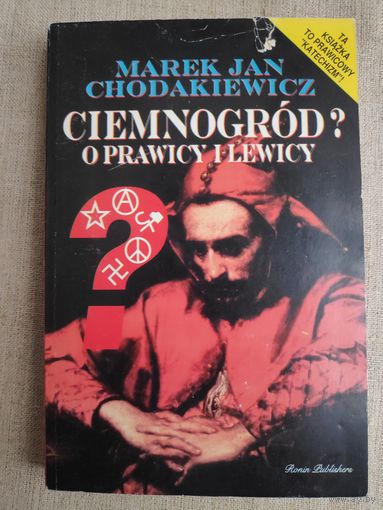 TA
KSIĄŻKA
TO PRAWICOWY
"KATECHIZM"!
MAREK JAN
CHODAKIEWICZ
CIEMNOGRÓD?
O PRAWICY I LEWICY
Ronin Publishers